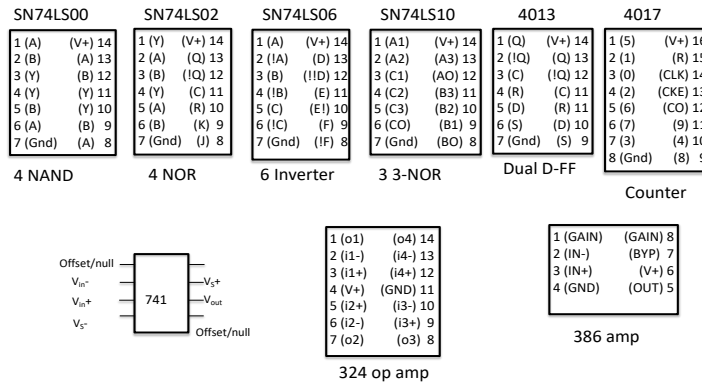 SN74LS00
1 (A) (V+) 14
2 (B) (A) 13
3 (Y) (B) 12
4 (Y) (Y) 11
5 (B) (Y) 10
6 (A) (B) 9
7 (Gnd) (A) 8
4 NAND
SN74LS02
1 (Y) (V+) 14
2 (A) (Q) 13
3 (B) (!Q) 12
4 (Y) (C) 11
5 (A) (R) 10
6 (B) (K) 9
7 (Gnd) (J) 8
4 NOR
SN74LS06
1 (A) (V+) 14
2 (!A) (D) 13
3 (B) (!!D) 12
4 (!B) (E) 11
5 (C) (E!) 10
6 (!C) (F) 9
7 (Gnd) (!F) 8
6 Inverter
SN74LS10
1 (A1) (V+) 14
2 (A2) (A3) 13
3 (C1) (AO) 12
4 (C2) (B3) 11
5 (C3) (B2) 10
6 (CO) (B1) 9
7 (Gnd) (BO) 8
3 3-NOR
4013
1 (Q) (V+) 14
2 (!Q) (Q) 13
3 (C) (!Q) 12
4 (R) (C) 11
5 (D) (R) 11
6 (S) (D) 10
7 (Gnd) (S) 9
Dual D-FF
4017
1 (5) (V+) 16
2 (1) (R) 15
3 (0) (CLK) 14
4 (2) (CKE) 13
5 (6) (CO) 12
6 (7) (9) 11
7 (3) (4) 10
8 (Gnd) (8) 9
Counter
Offset/null
Vin-
Vin+
VS-
741
VS+
Vout
Offset/null
1 (o1) (o4) 14
2 (i1-) (i4-) 13
3 (i1+) (i4+) 12
4 (V+) (GND) 11
5 (i2+) (i3-) 10
6 (i2-) (i3+) 9
7 (o2) (o3) 8
324 op amp
1 (GAIN) (GAIN) 8
2 (IN-) (BYP) 7
3 (IN+) (V+) 6
4 (GND) (OUT) 5
386 amp